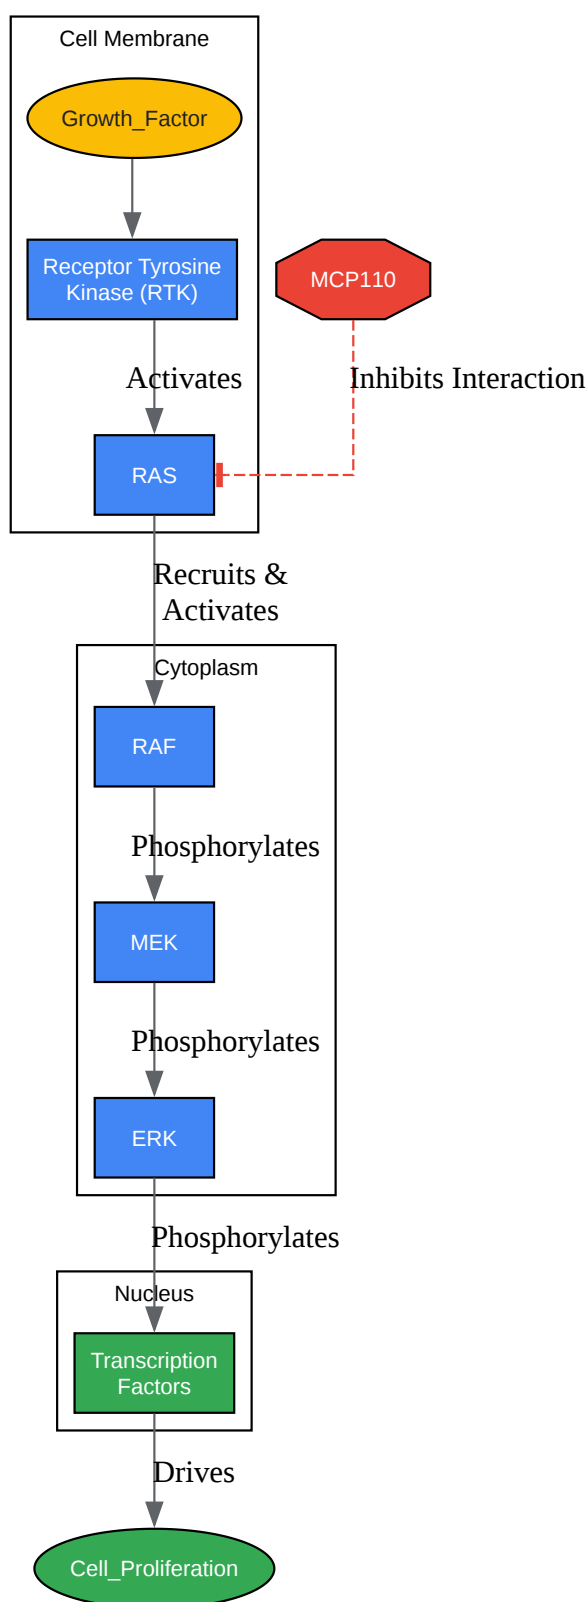 Cell Membrane
Growth_Factor
Receptor Tyrosine
Kinase (RTK)
MCP110
Activates
Inhibits Interaction
RAS
Recruits &
Activates
Cytoplasm
RAF
Phosphorylates
MEK
Phosphorylates
ERK
Phosphorylates
Nucleus
Transcription
Factors
Drives
Cell_Proliferation